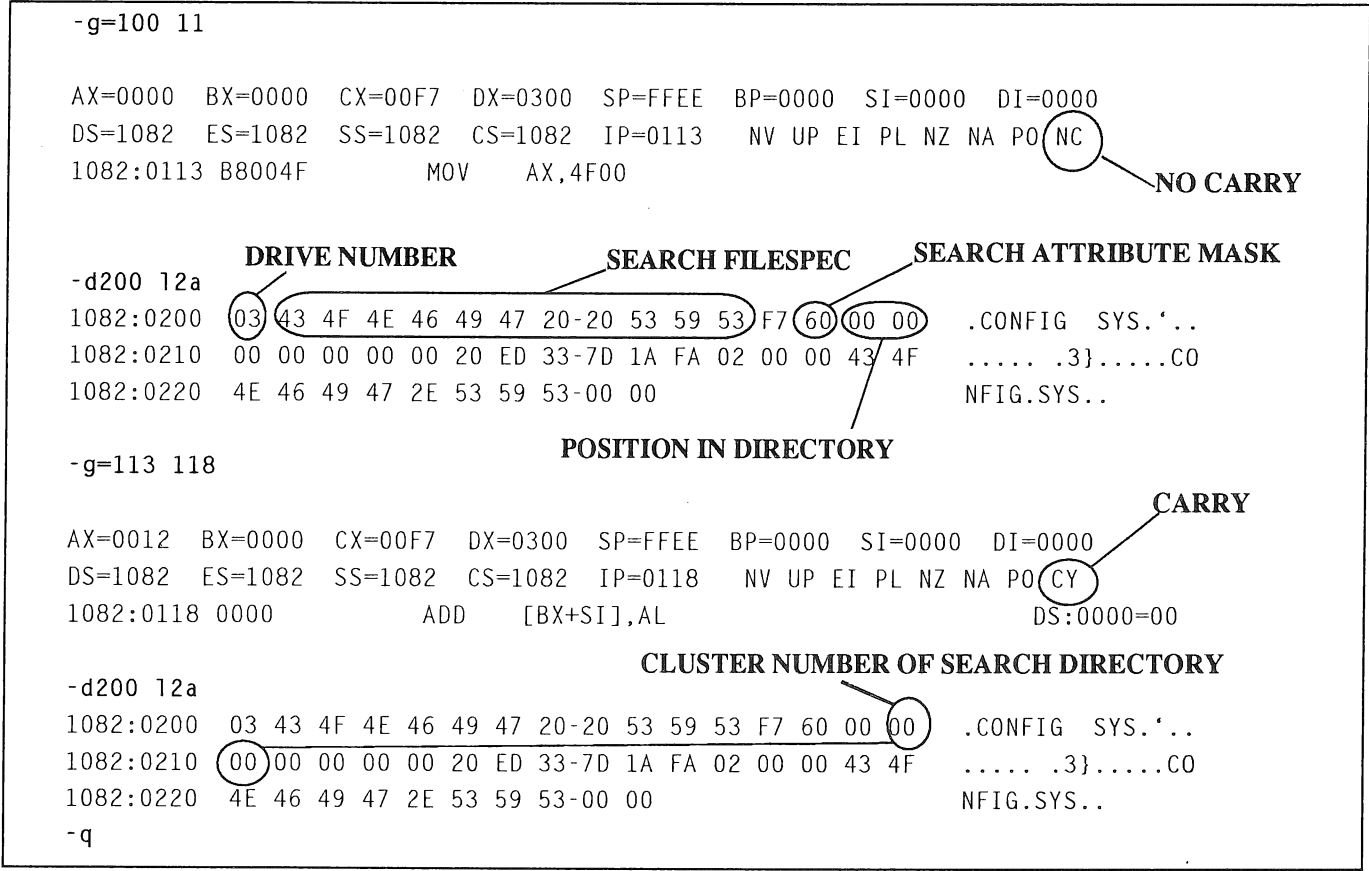 -g=100 11
AX=0000 BX=0000 CX=00F7 DX=0300 SP=FFEE BP=0000 SI=0000 DI=0000
DS=1082 ES=1082 SS=1082 CS=1082 IP=0113 NV UP EI PL NZ NA PO NC
1082:0113 B8004F MOV AX,4F00
NO CARRY
DRIVE NUMBER SEARCH FILESPEC SEARCH ATTRIBUTE MASK
-d200 l2a
1082:0200 03 43 4F 4E 46 49 47 20-20 53 59 53 F7 60 00 00 .CONFIG SYS.‘..
1082:0210 00 00 00 00 00 20 ED 33-7D 1A FA 02 00 00 43 4F ..... .3}.....CO
1082:0220 4E 46 49 47 2E 53 59 53-00 00 NFIG.SYS..
POSITION IN DIRECTORY
-g=113 118
CARRY
AX=0012 BX=0000 CX=00F7 DX=0300 SP=FFEE BP=0000 SI=0000 DI=0000
DS=1082 ES=1082 SS=1082 CS=1082 IP=0118 NV UP EI PL NZ NA PO CY
1082:0118 0000 ADD [BX+SI],AL DS:0000=00
CLUSTER NUMBER OF SEARCH DIRECTORY
-d200 l2a
1082:0200 03 43 4F 4E 46 49 47 20-20 53 59 53 F7 60 00 00 .CONFIG SYS.‘..
1082:0210 00 00 00 00 00 20 ED 33-7D 1A FA 02 00 00 43 4F ..... .3}.....CO
1082:0220 4E 46 49 47 2E 53 59 53-00 00 NFIG.SYS..
-q